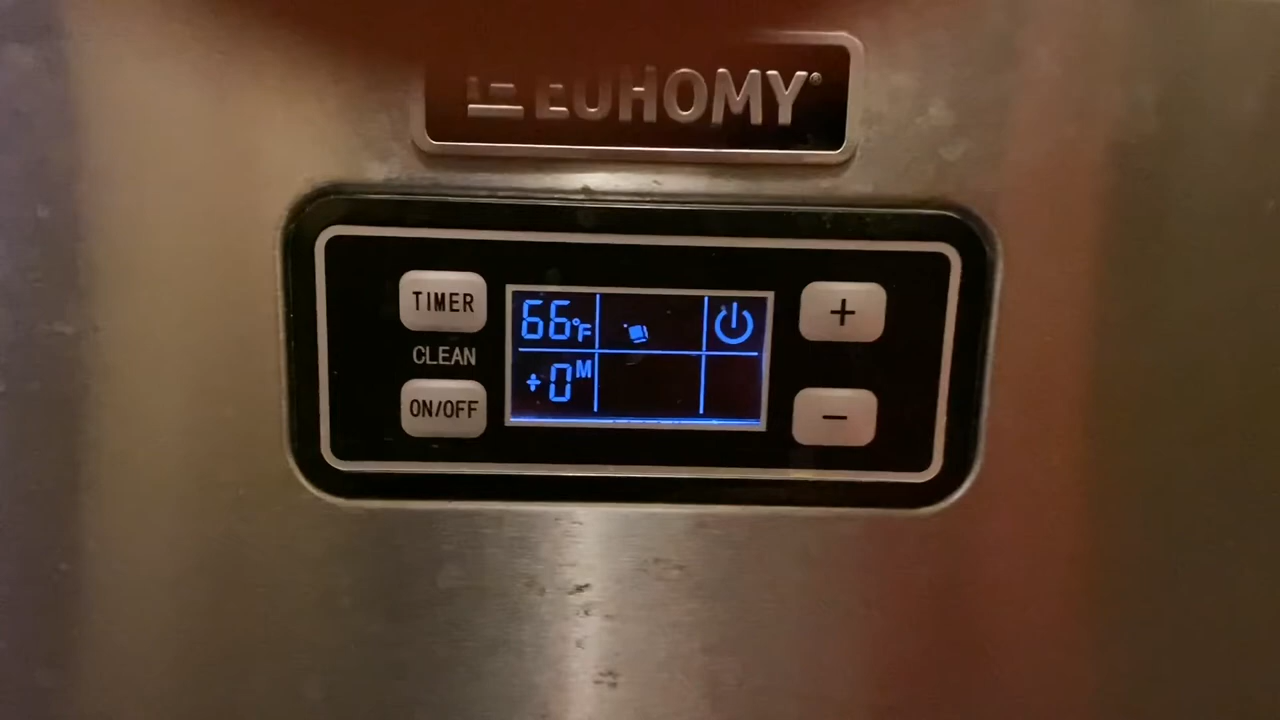 EUHOMY®
TIMER
CLEAN
ON/OFF
66°F
+0M
+
−